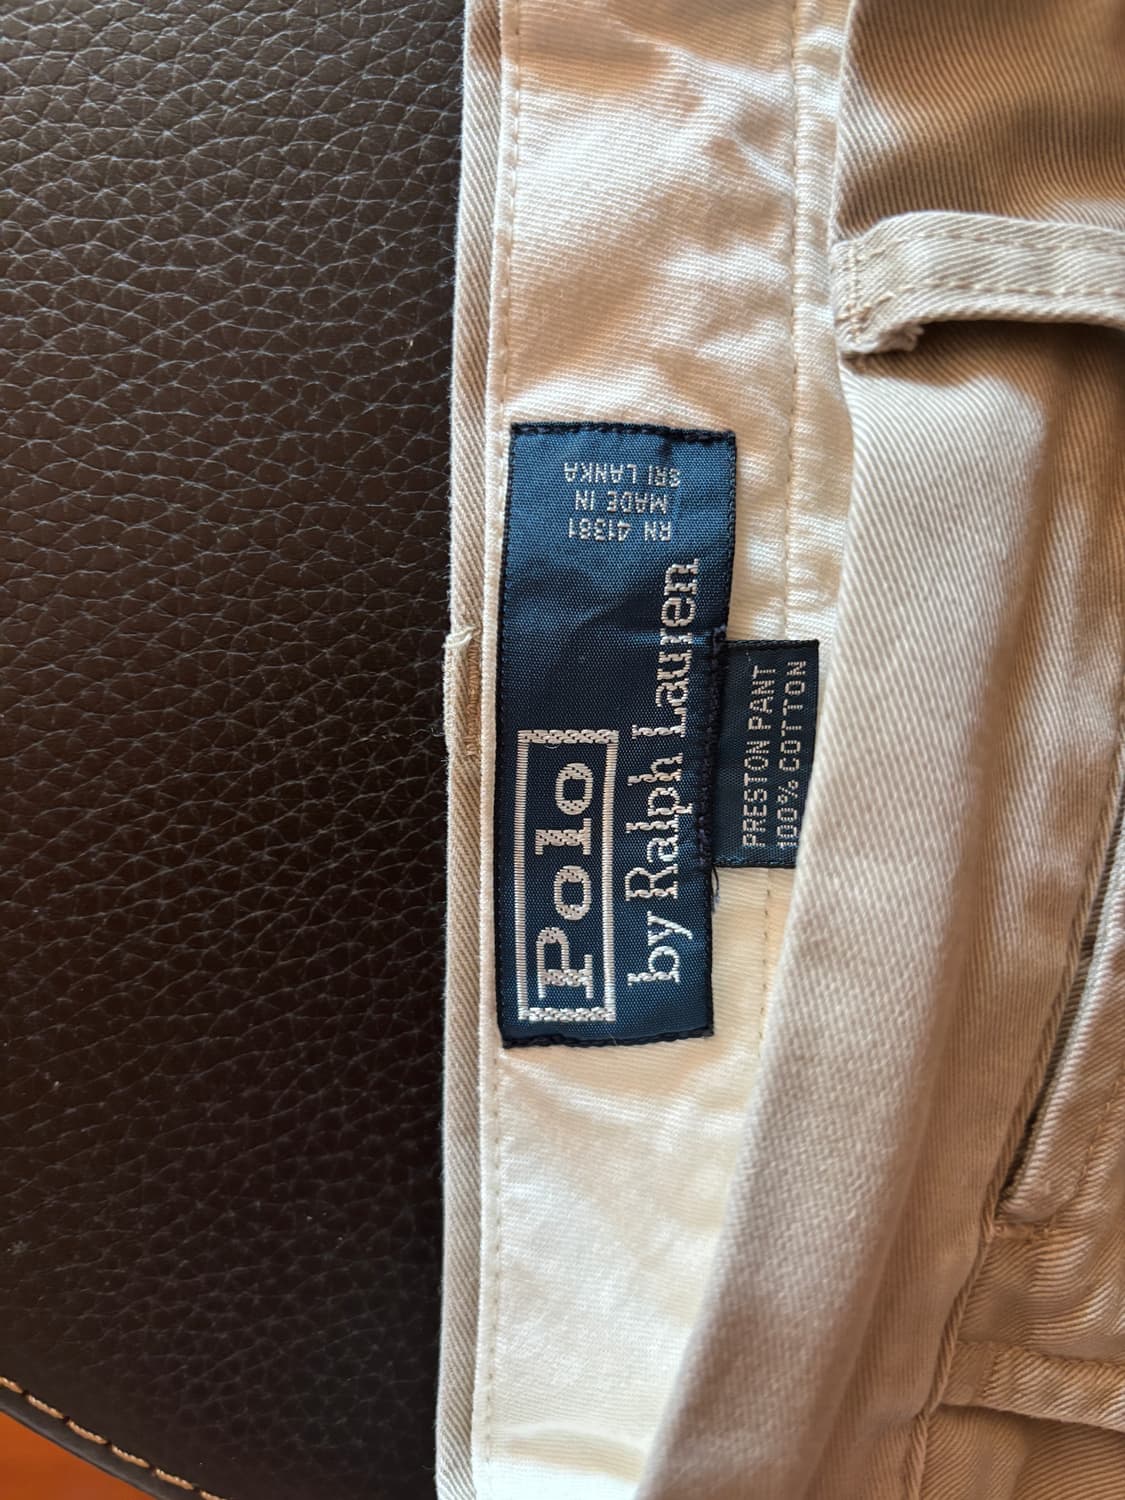 Polo
by Ralph Lauren
RN 41381
MADE IN
SRI LANKA
PRESTON PANT
100% COTTON